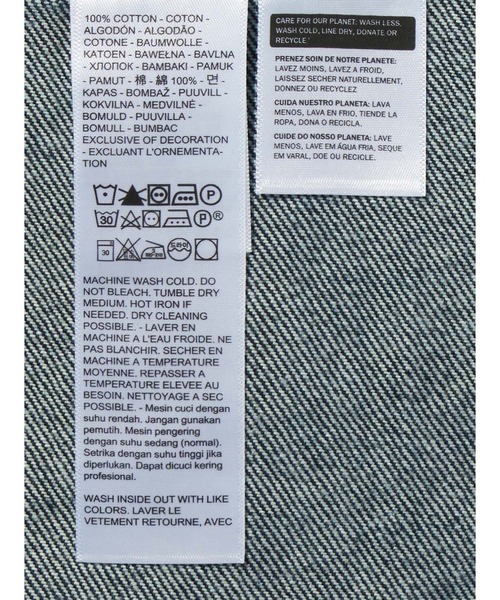 100% COTTON - COTON -
ALGODÓN - ALGODÃO -
COTONE - BAUMWOLLE -
KATOEN - BAWEŁNA - BAVLNA
- ХЛОПОК - BAMBAKI - PAMUK
- PAMUT - 棉 - 綿 100% - 면 -
KAPAS - BOMBAŽ - PUUVILL -
KOKVILNA - MEDVILNĖ -
BOMULD - PUUVILLA -
BOMULL - BUMBAC
EXCLUSIVE OF DECORATION
- EXCLUANT L'ORNEMENTA-
TION
P
30
P®
30
드라이
MACHINE WASH COLD. DO
NOT BLEACH. TUMBLE DRY
MEDIUM. HOT IRON IF
NEEDED. DRY CLEANING
POSSIBLE. - LAVER EN
MACHINE A L'EAU FROIDE. NE
PAS BLANCHIR. SECHER EN
MACHINE A TEMPERATURE
MOYENNE. REPASSER A
TEMPERATURE ELEVEE AU
BESOIN. NETTOYAGE A SEC
POSSIBLE. - Mesin cuci dengan
suhu rendah. Jangan gunakan
pemutih. Mesin pengering
dengan suhu sedang (normal).
Setrika dengan suhu tinggi jika
diperlukan. Dapat dicuci kering
profesional.
WASH INSIDE OUT WITH LIKE
COLORS. LAVER LE
VETEMENT RETOURNE, AVEC
CARE FOR OUR PLANET: WASH LESS,
WASH COLD, LINE DRY, DONATE OR
RECYCLE
PRENEZ SOIN DE NOTRE PLANETE:
LAVEZ MOINS, LAVEZ A FROID,
LAISSEZ SECHER NATURELLEMENT,
DONNEZ OU RECYCLEZ
CUIDA NUESTRO PLANETA: LAVA
MENOS, LAVA EN FRIO, TIENDE LA
ROPA, DONA O RECICLA.
CUIDE DO NOSSO PLANETA: LAVE
MENOS, LAVE EM ÁGUA FRIA, SEQUE
EM VARAL, DOE OU RECICLE.